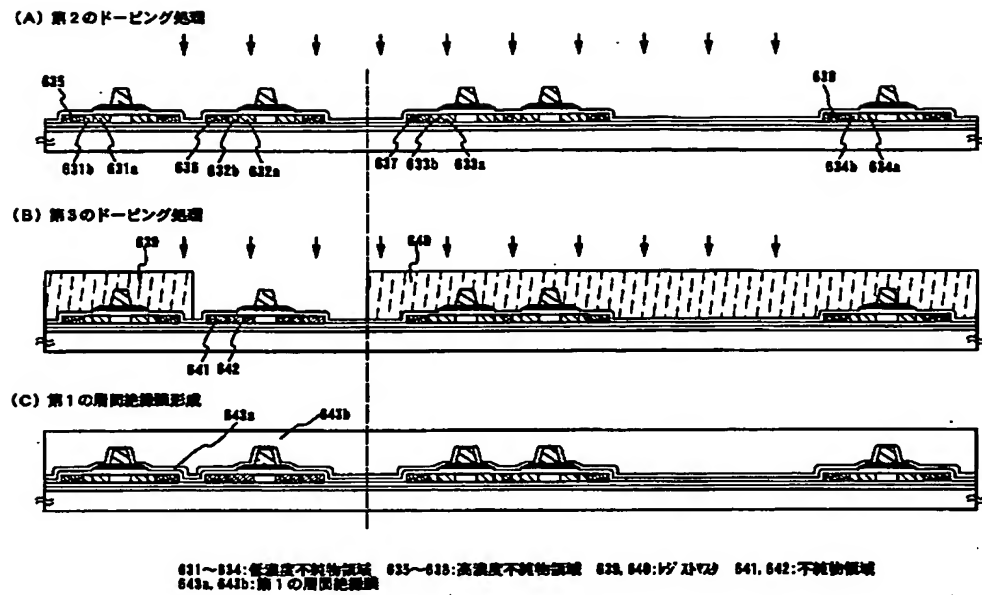 (A) 第2のドーピング処理
635
638
631b 631a 636 632b 632a 637 633b 633a 634b 634a
(B) 第3のドーピング処理
639 640
641 642
(C) 第1の層間絶縁膜形成
643a 643b
631~634:低濃度不純物領域 635~638:高濃度不純物領域 639,640:ﾚｼﾞｽﾄﾏｽｸ 641,642:不純物領域
643a,643b:第1の層間絶縁膜